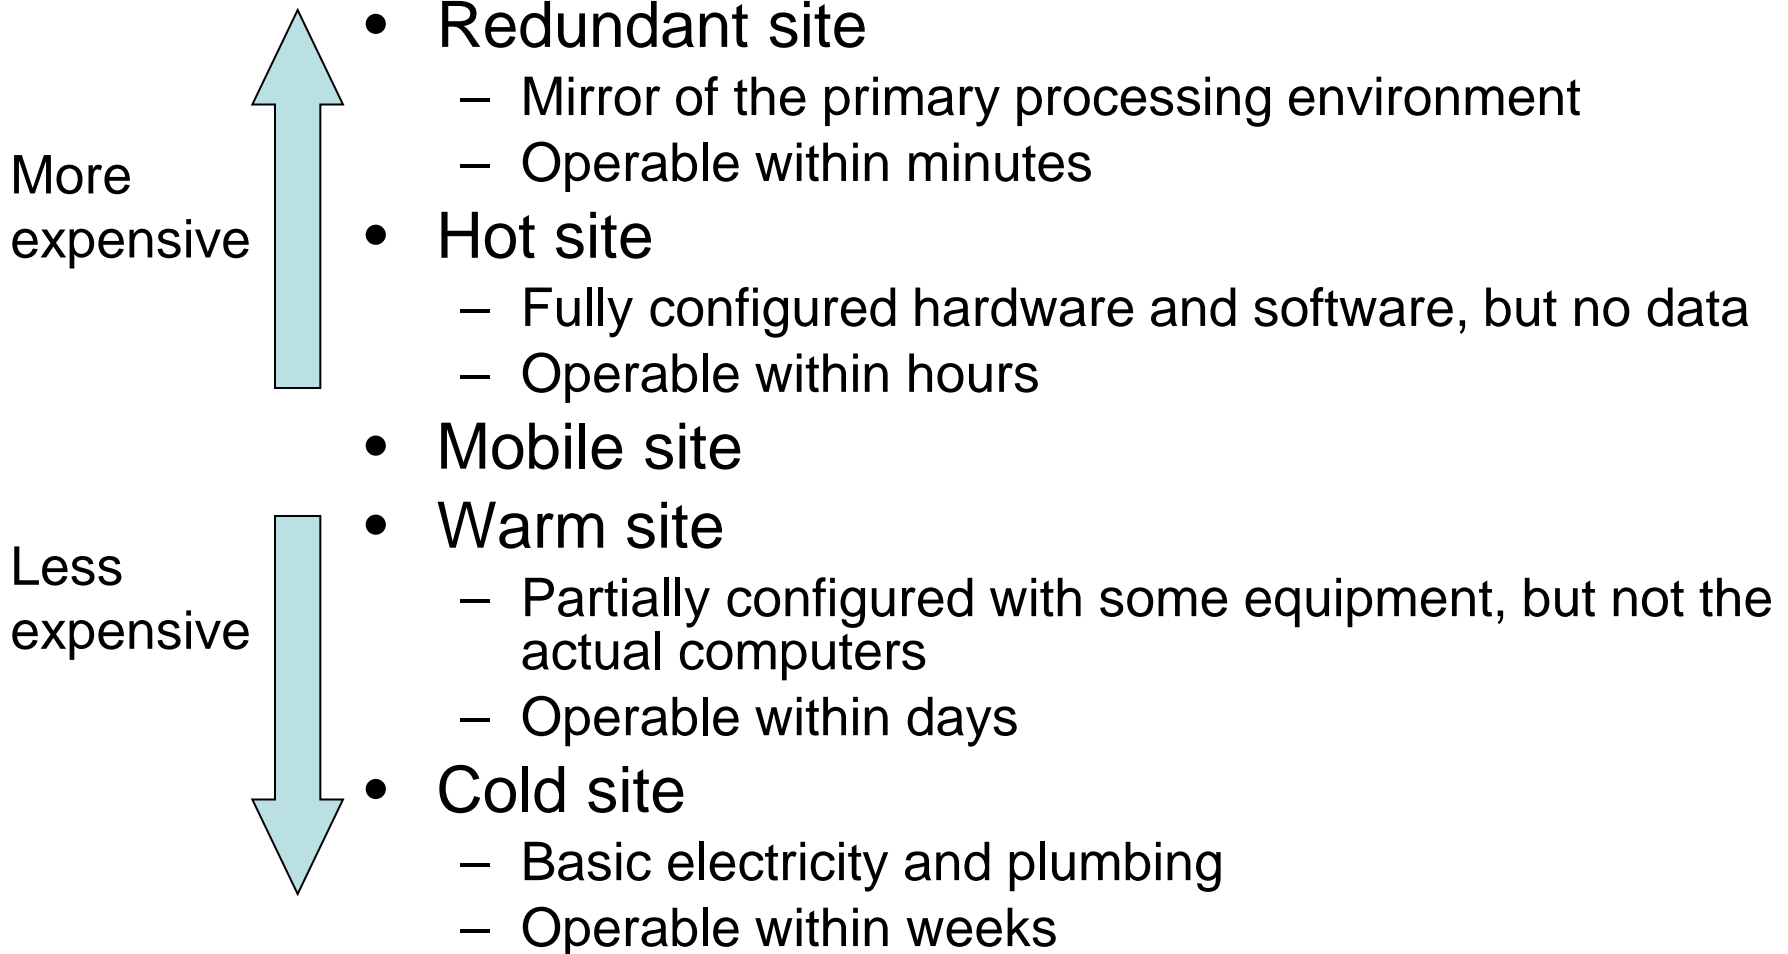 • Redundant site
– Mirror of the primary processing environment
– Operable within minutes
More
expensive
• Hot site
– Fully configured hardware and software, but no data
– Operable within hours
• Mobile site
• Warm site
Less
expensive
– Partially configured with some equipment, but not the
actual computers
– Operable within days
• Cold site
– Basic electricity and plumbing
– Operable within weeks